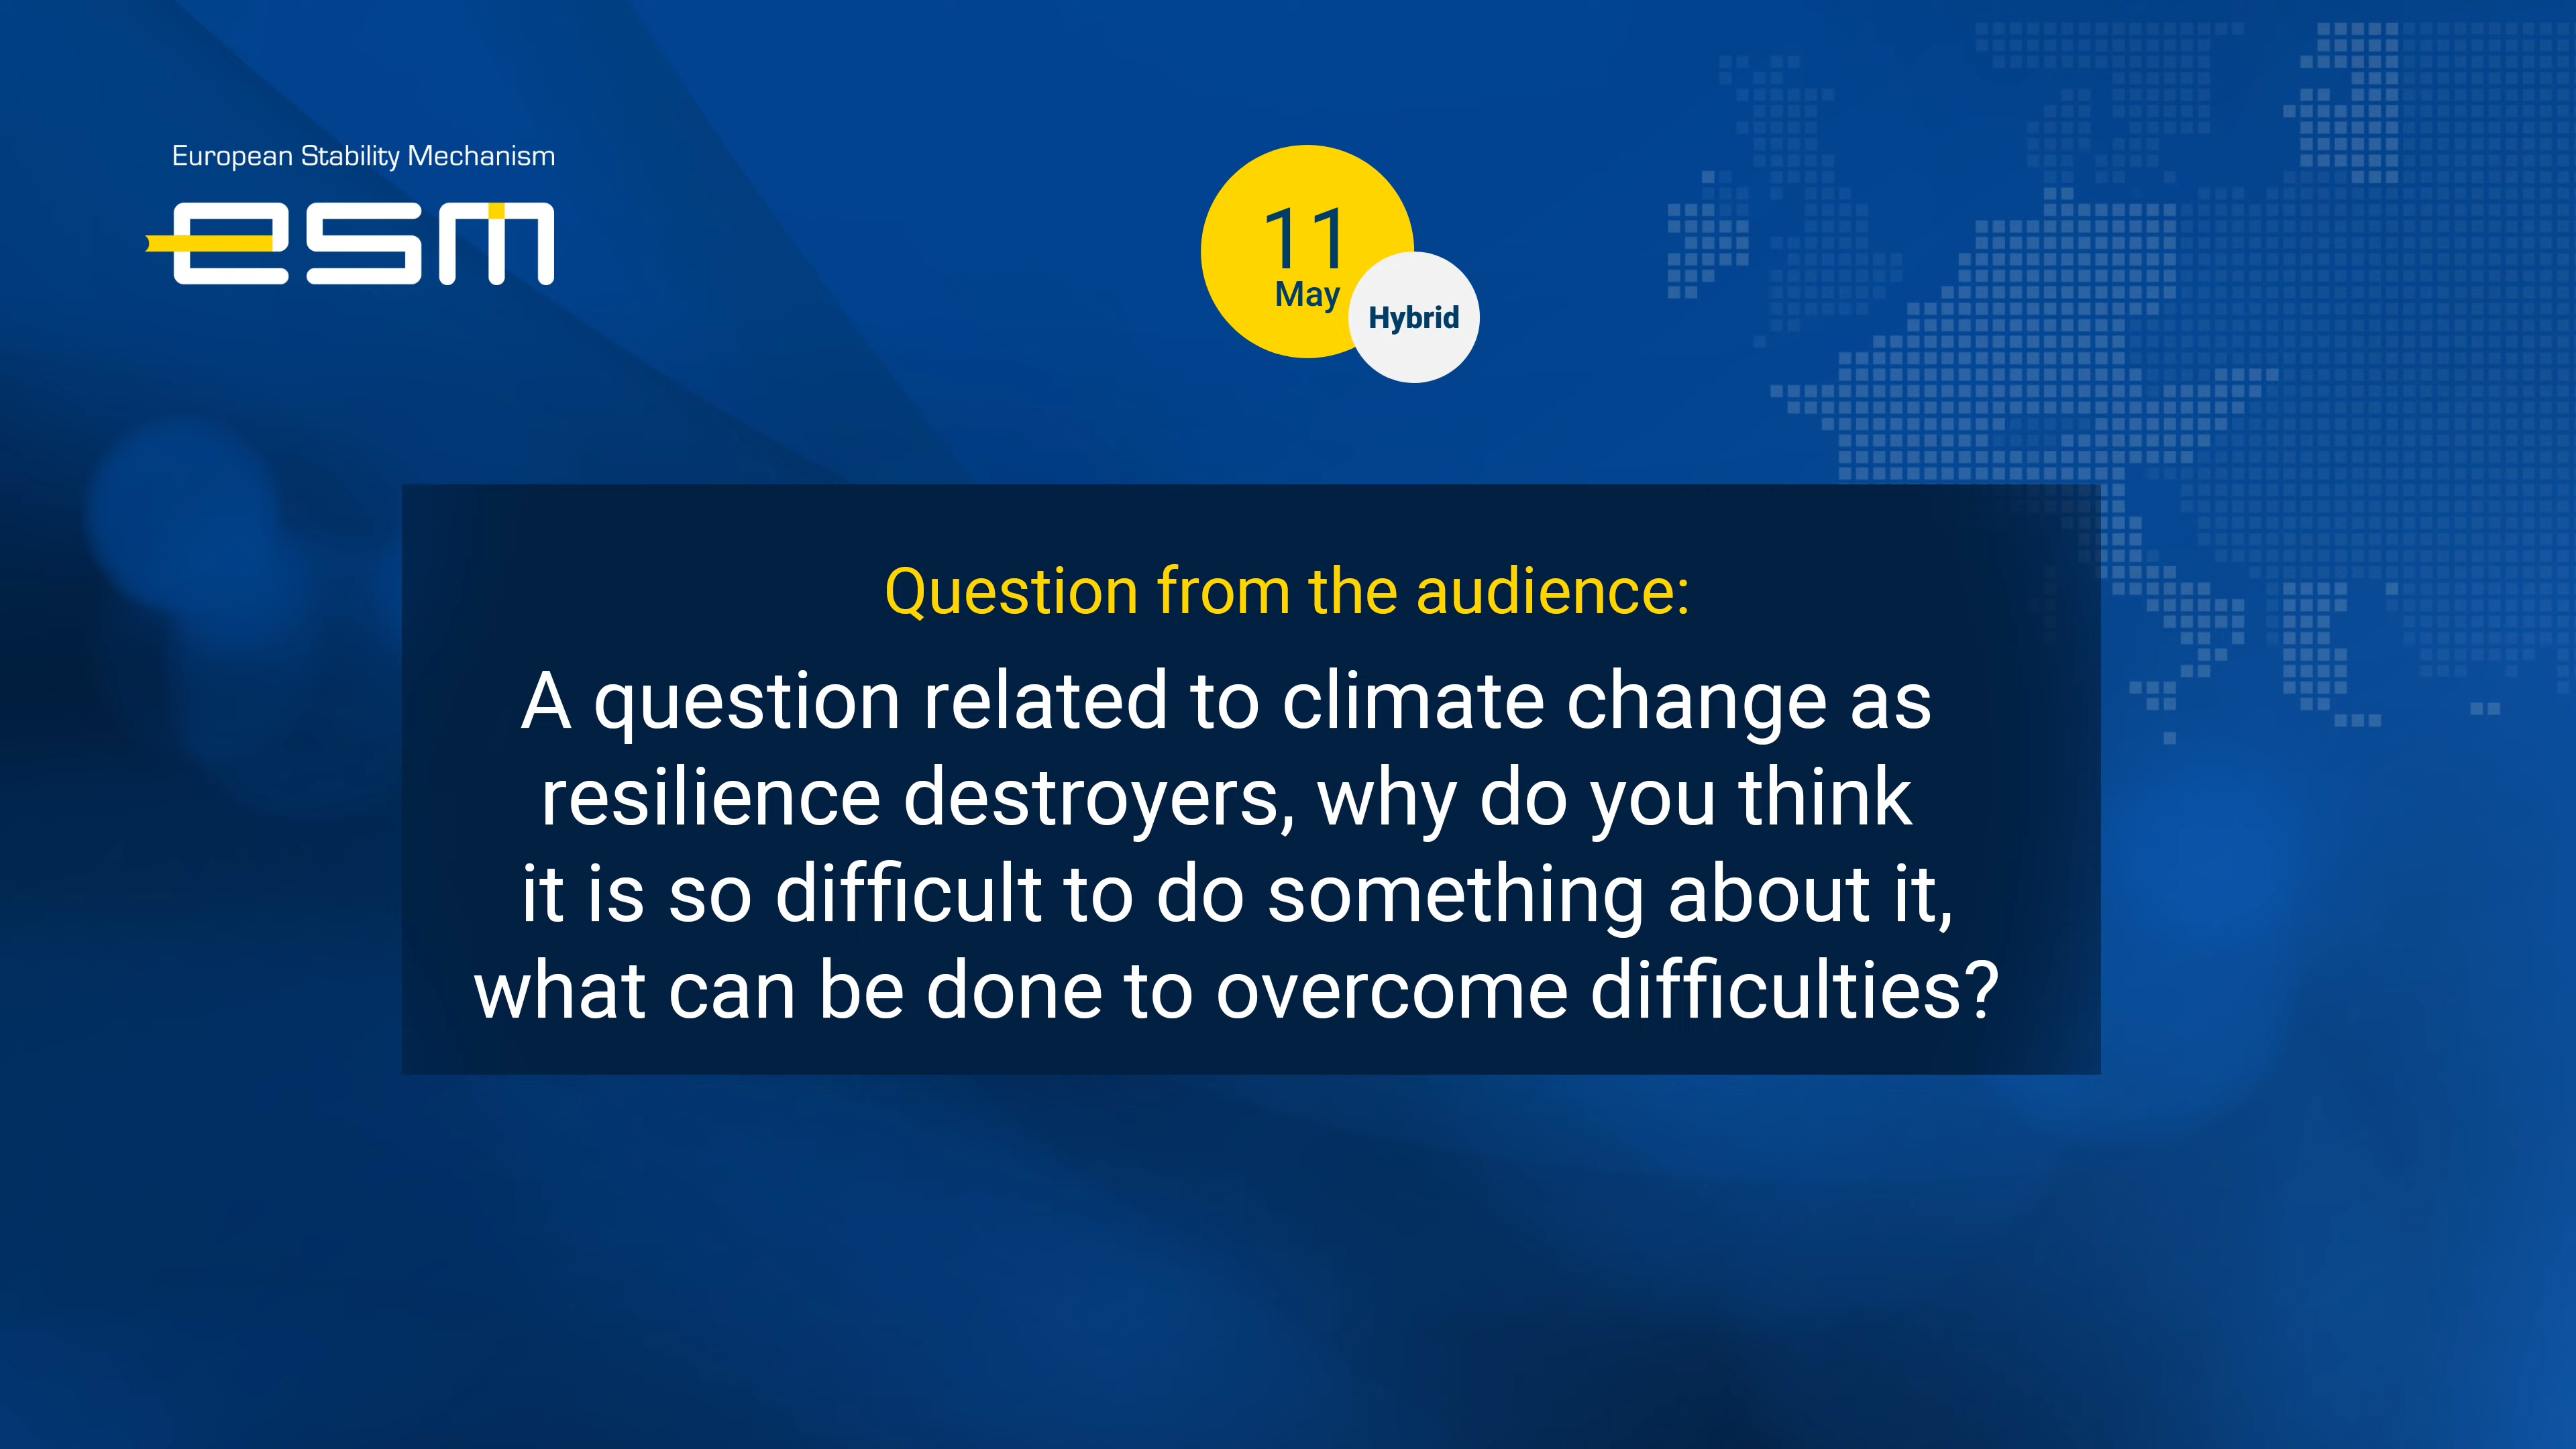 European Stability Mechanism
esm
11
May
Hybrid
Question from the audience:
A question related to climate change as
resilience destroyers, why do you think
it is so difficult to do something about it,
what can be done to overcome difficulties?